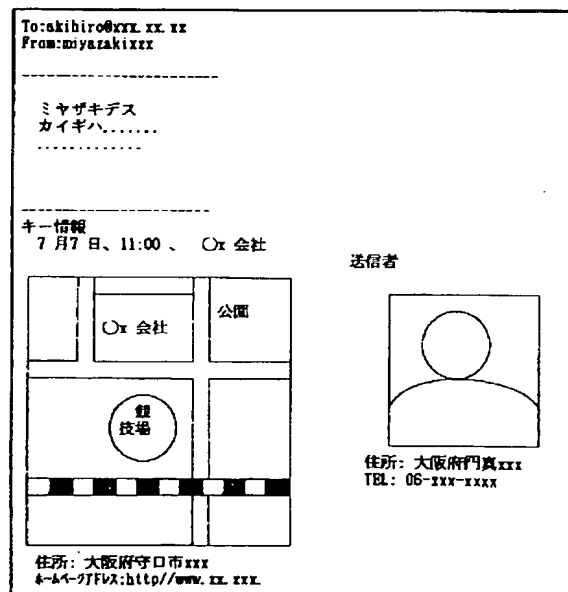 To:akihiro@xxx.xx.xx
From:miyazakixxx
--------------------------
ミヤザキデス
カイギハ.......
.............
-------------------------
キー情報
7月7日、11:00 、 〇x 会社
送信者
〇x 会社
公園
競
技場
住所: 大阪府門真xxx
TEL: 06-xxx-xxxx
住所: 大阪府守口市xxx
ホームページアドレス:http//www.xx.xxx.